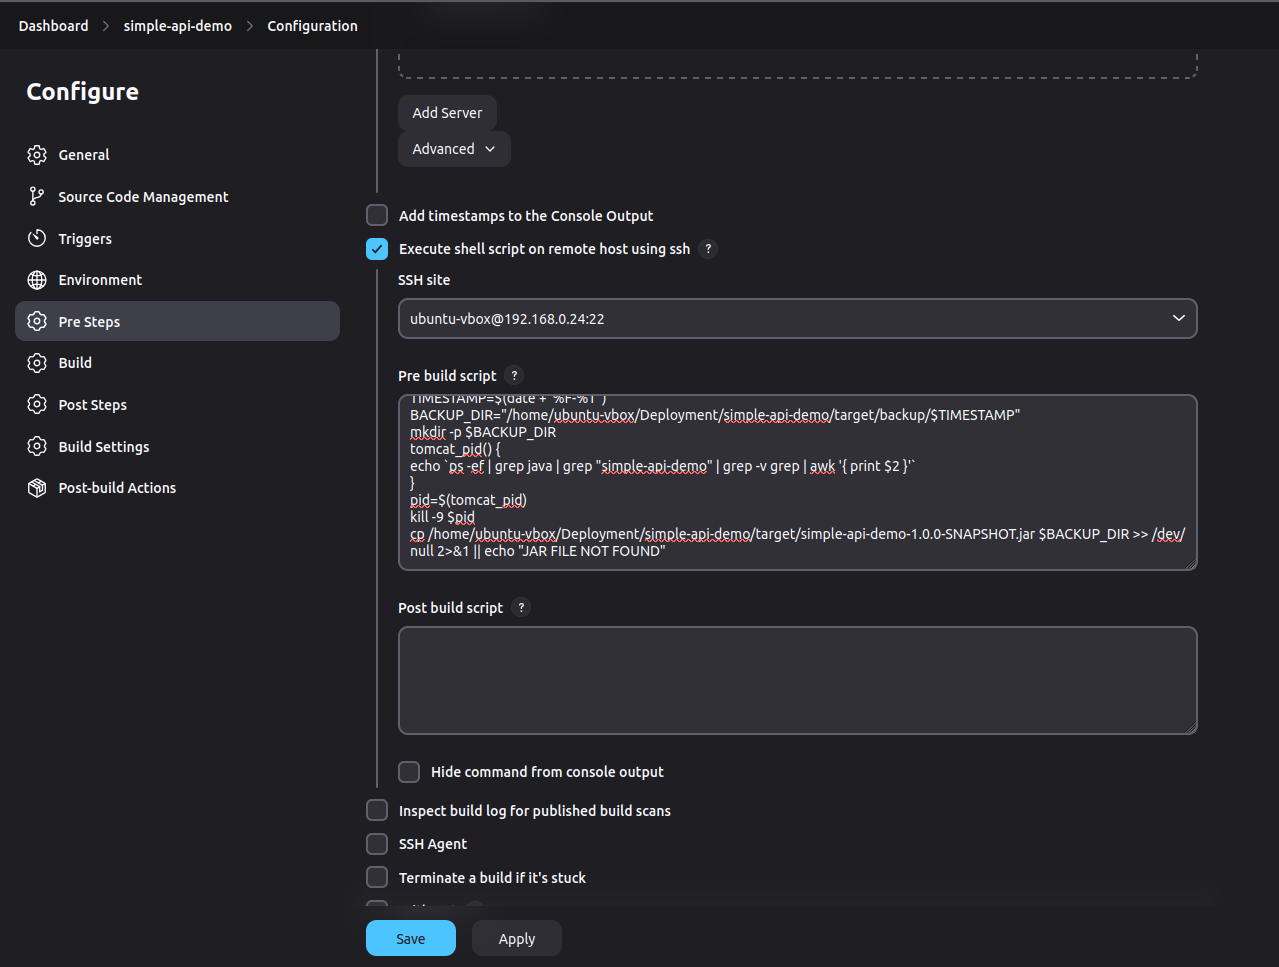 Dashboard > simple-api-demo > Configuration
Configure
General
Source Code Management
Triggers
Environment
Pre Steps
Build
Post Steps
Build Settings
Post-build Actions
Add Server
Advanced
Add timestamps to the Console Output
Execute shell script on remote host using ssh ?
SSH site
ubuntu-vbox@192.168.0.24:22
Pre build script ?
TIMESTAMP=$(date +"%F-%T")
BACKUP_DIR="/home/ubuntu-vbox/Deployment/simple-api-demo/target/backup/$TIMESTAMP"
mkdir -p $BACKUP_DIR
tomcat_pid() {
echo `ps -ef | grep java | grep "simple-api-demo" | grep -v grep | awk '{ print $2 }'`
}
pid=$(tomcat_pid)
kill -9 $pid
cp /home/ubuntu-vbox/Deployment/simple-api-demo/target/simple-api-demo-1.0.0-SNAPSHOT.jar $BACKUP_DIR >> /dev/
null 2>&1 || echo "JAR FILE NOT FOUND"
Post build script ?
Hide command from console output
Inspect build log for published build scans
SSH Agent
Terminate a build if it's stuck
Save
Apply